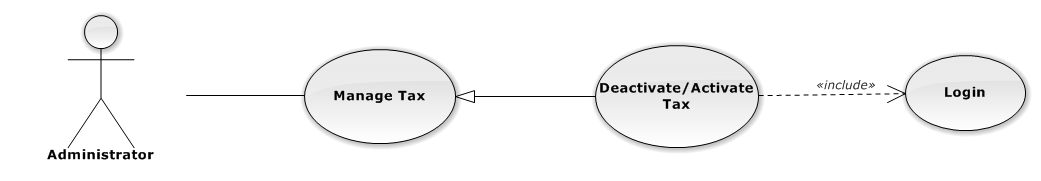 Administrator
Manage Tax
Deactivate/Activate
Tax
«include»
Login